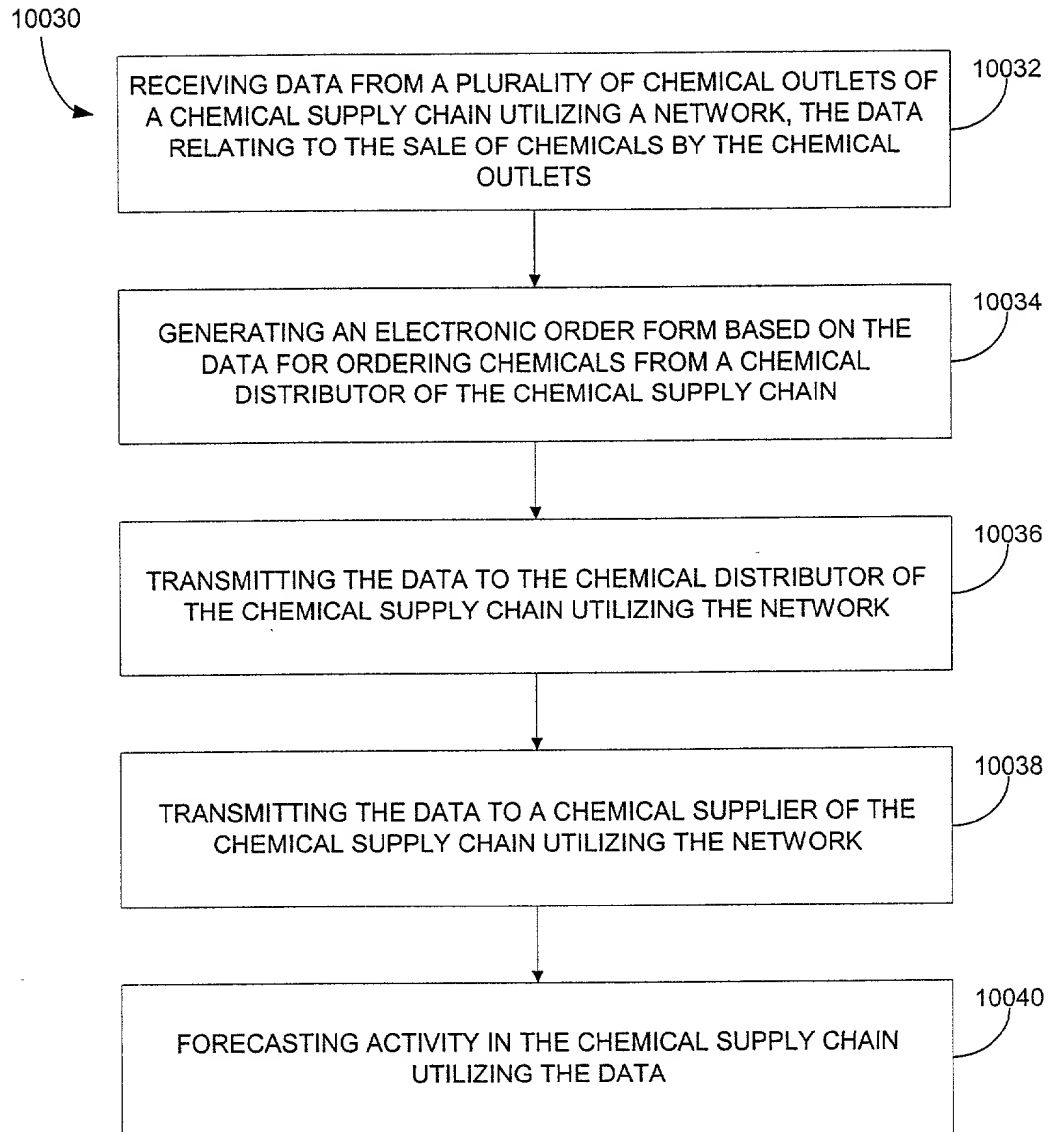 10030
RECEIVING DATA FROM A PLURALITY OF CHEMICAL OUTLETS OF
A CHEMICAL SUPPLY CHAIN UTILIZING A NETWORK, THE DATA
RELATING TO THE SALE OF CHEMICALS BY THE CHEMICAL
OUTLETS
10032
GENERATING AN ELECTRONIC ORDER FORM BASED ON THE
DATA FOR ORDERING CHEMICALS FROM A CHEMICAL
DISTRIBUTOR OF THE CHEMICAL SUPPLY CHAIN
10034
TRANSMITTING THE DATA TO THE CHEMICAL DISTRIBUTOR OF
THE CHEMICAL SUPPLY CHAIN UTILIZING THE NETWORK
10036
TRANSMITTING THE DATA TO A CHEMICAL SUPPLIER OF THE
CHEMICAL SUPPLY CHAIN UTILIZING THE NETWORK
10038
FORECASTING ACTIVITY IN THE CHEMICAL SUPPLY CHAIN
UTILIZING THE DATA
10040